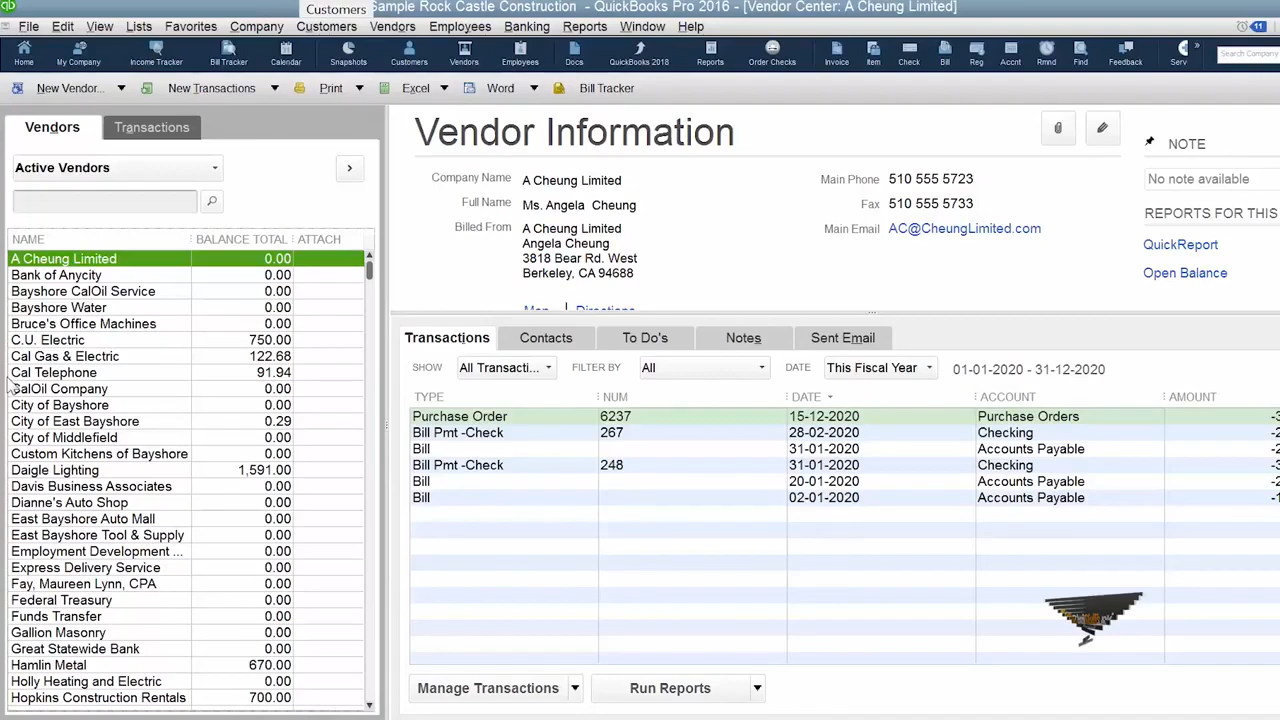 Customers
Sample Rock Castle Construction - QuickBooks Pro 2016 - [Vendor Center: A Cheung Limited]
File Edit View Lists Favorites Company Customers Vendors Employees Banking Reports Window Help
11
Home My Company Income Tracker Bill Tracker Calendar Snapshots Customers Vendors Employees Docs QuickBooks 2018 Reports Order Checks Invoice Item Check Bill Reg Accnt Rmnd Find Feedback Serv
Search Company
New Vendor... New Transactions Print Excel Word Bill Tracker
Vendors Transactions
Active Vendors
NAME BALANCE TOTAL ATTACH
A Cheung Limited 0.00
Bank of Anycity 0.00
Bayshore CalOil Service 0.00
Bayshore Water 0.00
Bruce's Office Machines 0.00
C.U. Electric 750.00
Cal Gas & Electric 122.68
Cal Telephone 91.94
CalOil Company 0.00
City of Bayshore 0.00
City of East Bayshore 0.29
City of Middlefield 0.00
Custom Kitchens of Bayshore 0.00
Daigle Lighting 1,591.00
Davis Business Associates 0.00
Dianne's Auto Shop 0.00
East Bayshore Auto Mall 0.00
East Bayshore Tool & Supply 0.00
Employment Development ... 0.00
Express Delivery Service 0.00
Fay, Maureen Lynn, CPA 0.00
Federal Treasury 0.00
Funds Transfer 0.00
Gallion Masonry 0.00
Great Statewide Bank 0.00
Hamlin Metal 670.00
Holly Heating and Electric 0.00
Hopkins Construction Rentals 700.00
Vendor Information
Company Name A Cheung Limited
Full Name Ms. Angela Cheung
Billed From A Cheung Limited
Angela Cheung
3818 Bear Rd. West
Berkeley, CA 94688
Map | Directions
Main Phone 510 555 5723
Fax 510 555 5733
Main Email AC@CheungLimited.com
NOTE
No note available
REPORTS FOR THIS
QuickReport
Open Balance
Transactions Contacts To Do's Notes Sent Email
SHOW All Transacti... FILTER BY All DATE This Fiscal Year 01-01-2020 - 31-12-2020
TYPE NUM DATE ACCOUNT AMOUNT
Purchase Order 6237 15-12-2020 Purchase Orders -3
Bill Pmt -Check 267 28-02-2020 Checking -2
Bill 31-01-2020 Accounts Payable -2
Bill Pmt -Check 248 31-01-2020 Checking -3
Bill 20-01-2020 Accounts Payable -2
Bill 02-01-2020 Accounts Payable -1
Manage Transactions Run Reports